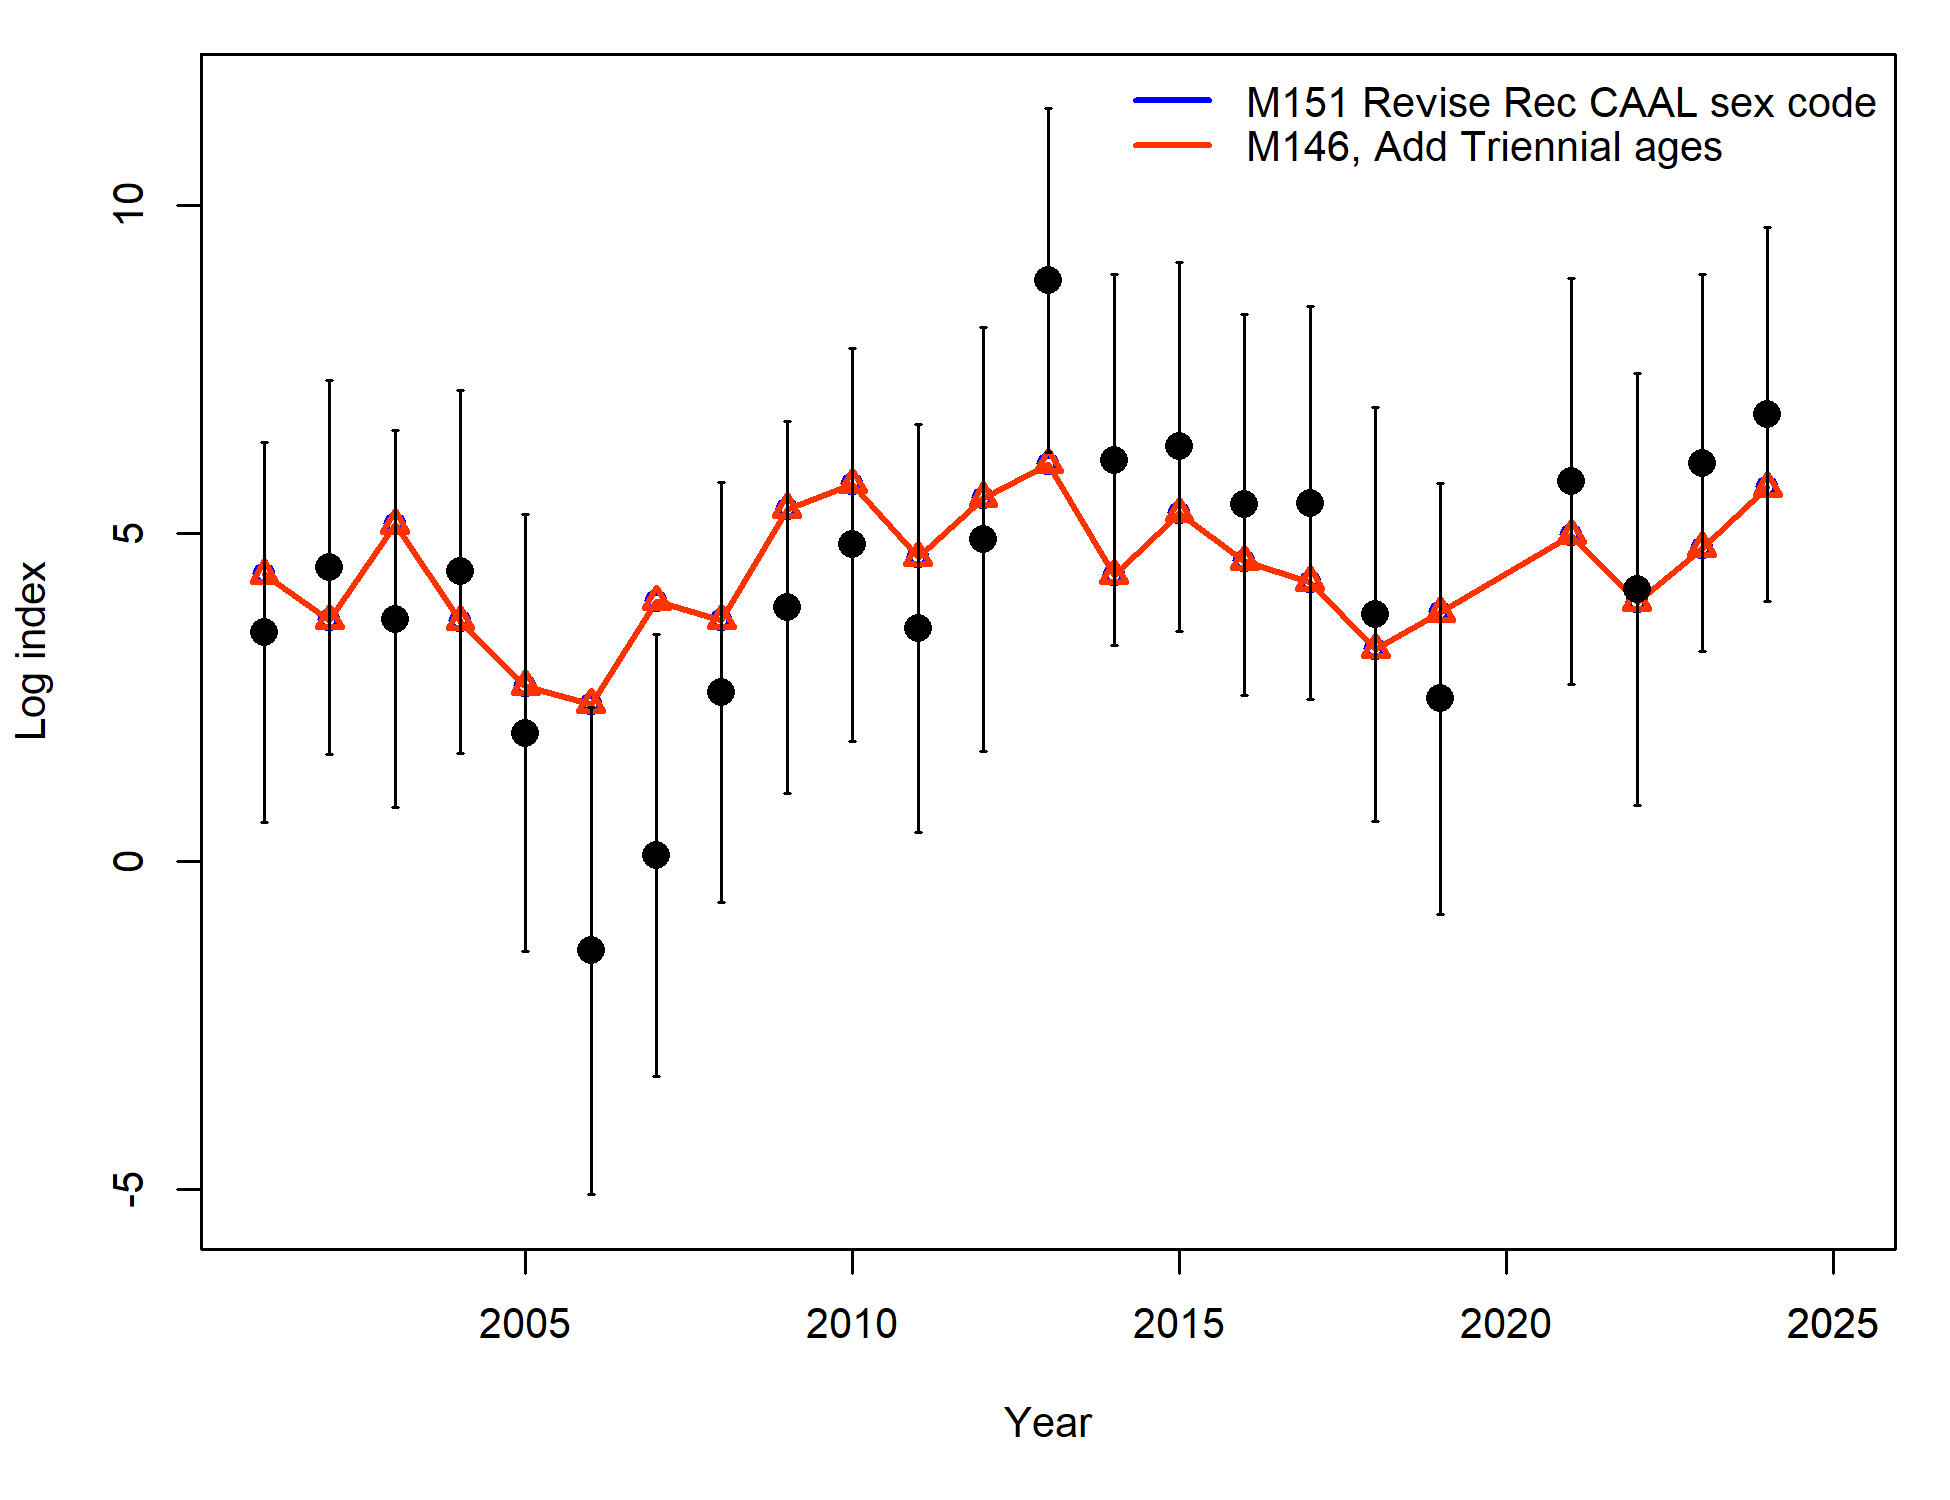 M151 Revise Rec CAAL sex code
M146, Add Triennial ages
10
5
0
-5
Log index
2005 2010 2015 2020 2025
Year